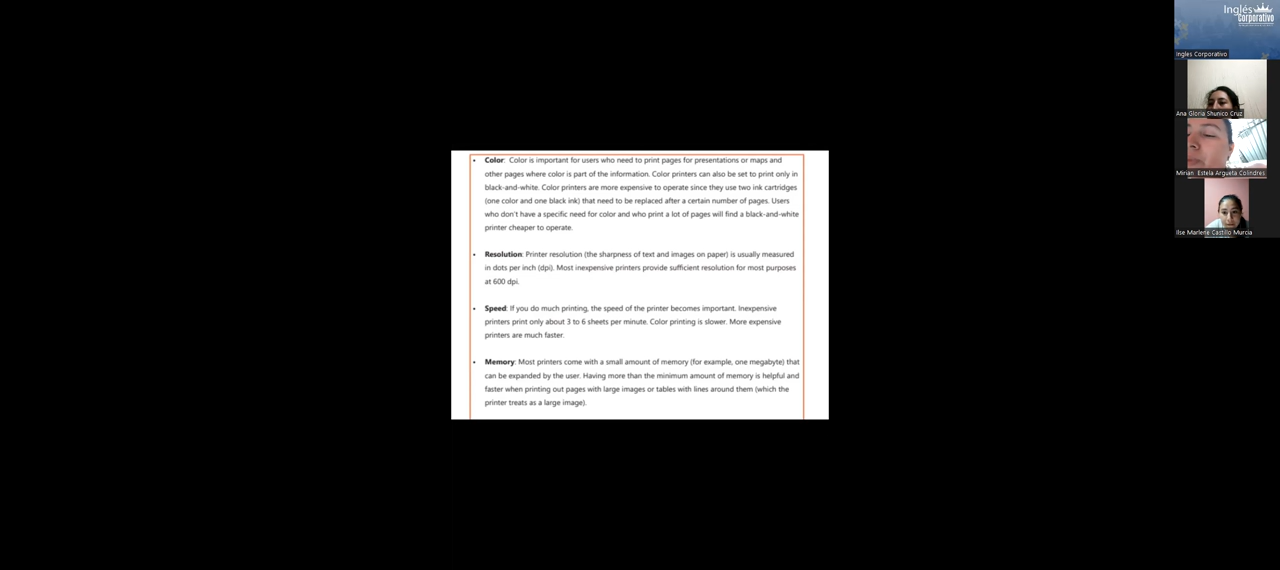 • Color: Color is important for users who need to print pages for presentations or maps and
other pages where color is part of the information. Color printers can also be set to print only in
black-and-white. Color printers are more expensive to operate since they use two ink cartridges
(one color and one black ink) that need to be replaced after a certain number of pages. Users
who don't have a specific need for color and who print a lot of pages will find a black-and-white
printer cheaper to operate.
• Resolution: Printer resolution (the sharpness of text and images on paper) is usually measured
in dots per inch (dpi). Most inexpensive printers provide sufficient resolution for most purposes
at 600 dpi.
• Speed: If you do much printing, the speed of the printer becomes important. Inexpensive
printers print only about 3 to 6 sheets per minute. Color printing is slower. More expensive
printers are much faster.
• Memory: Most printers come with a small amount of memory (for example, one megabyte) that
can be expanded by the user. Having more than the minimum amount of memory is helpful and
faster when printing out pages with large images or tables with lines around them (which the
printer treats as a large image).
Inglés
Corporativo
Ingles Corporativo
Ana Gloria Shunico Cruz
Mirian Estela Argueta Colindres
Ilse Marlene Castillo Murcia